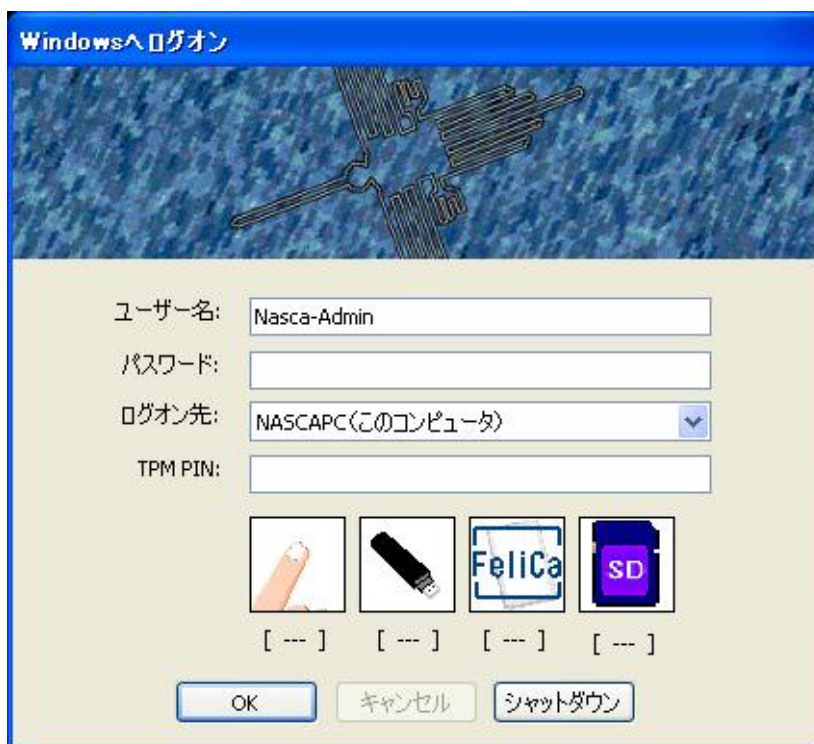 Windowsへログオン
ユーザー名: Nasca-Admin
パスワード:
ログオン先: NASCAPC(このコンピュータ)
TPM PIN:
FeliCa SD
[ --- ] [ --- ] [ --- ] [ --- ]
OK キャンセル シャットダウン